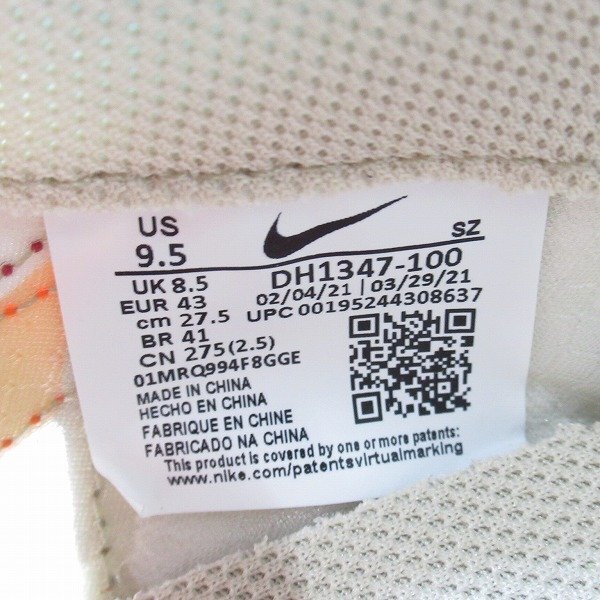 US
9.5
SZ
UK 8.5
EUR 43
cm 27.5
BR 41
CN 275(2.5)
DH1347-100
02/04/21 | 03/29/21
UPC 00195244308637
01MRQ994F8GGE
MADE IN CHINA
HECHO EN CHINA
FABRIQUE EN CHINE
FABRICADO NA CHINA
This product is covered by one or more patents:
www.nike.com/patentsvirtualmarking